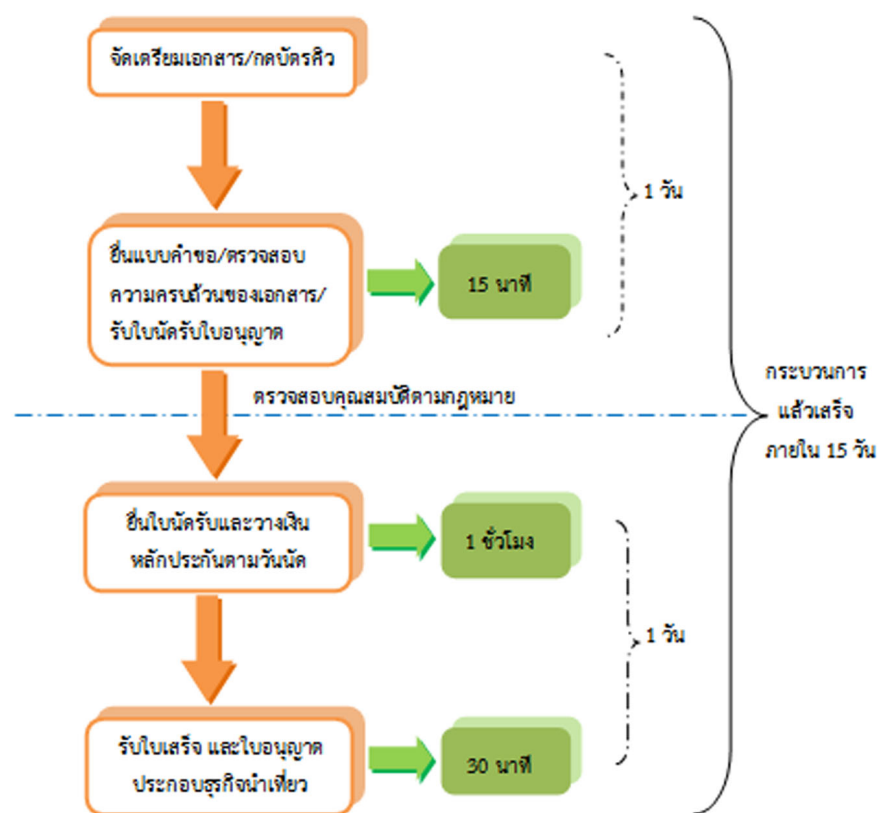 จัดเตรียมเอกสาร/กดบัตรคิว
1 วัน
ยื่นแบบคำขอ/ตรวจสอบ
ความครบถ้วนของเอกสาร/
รับใบนัดรับใบอนุญาต
15 นาที
ตรวจสอบคุณสมบัติตามกฎหมาย
กระบวนการ
แล้วเสร็จ
ภายใน 15 วัน
ยื่นใบนัดรับและวางเงิน
หลักประกันตามวันนัด
1 ชั่วโมง
1 วัน
รับใบเสร็จ และใบอนุญาต
ประกอบธุรกิจนำเที่ยว
30 นาที